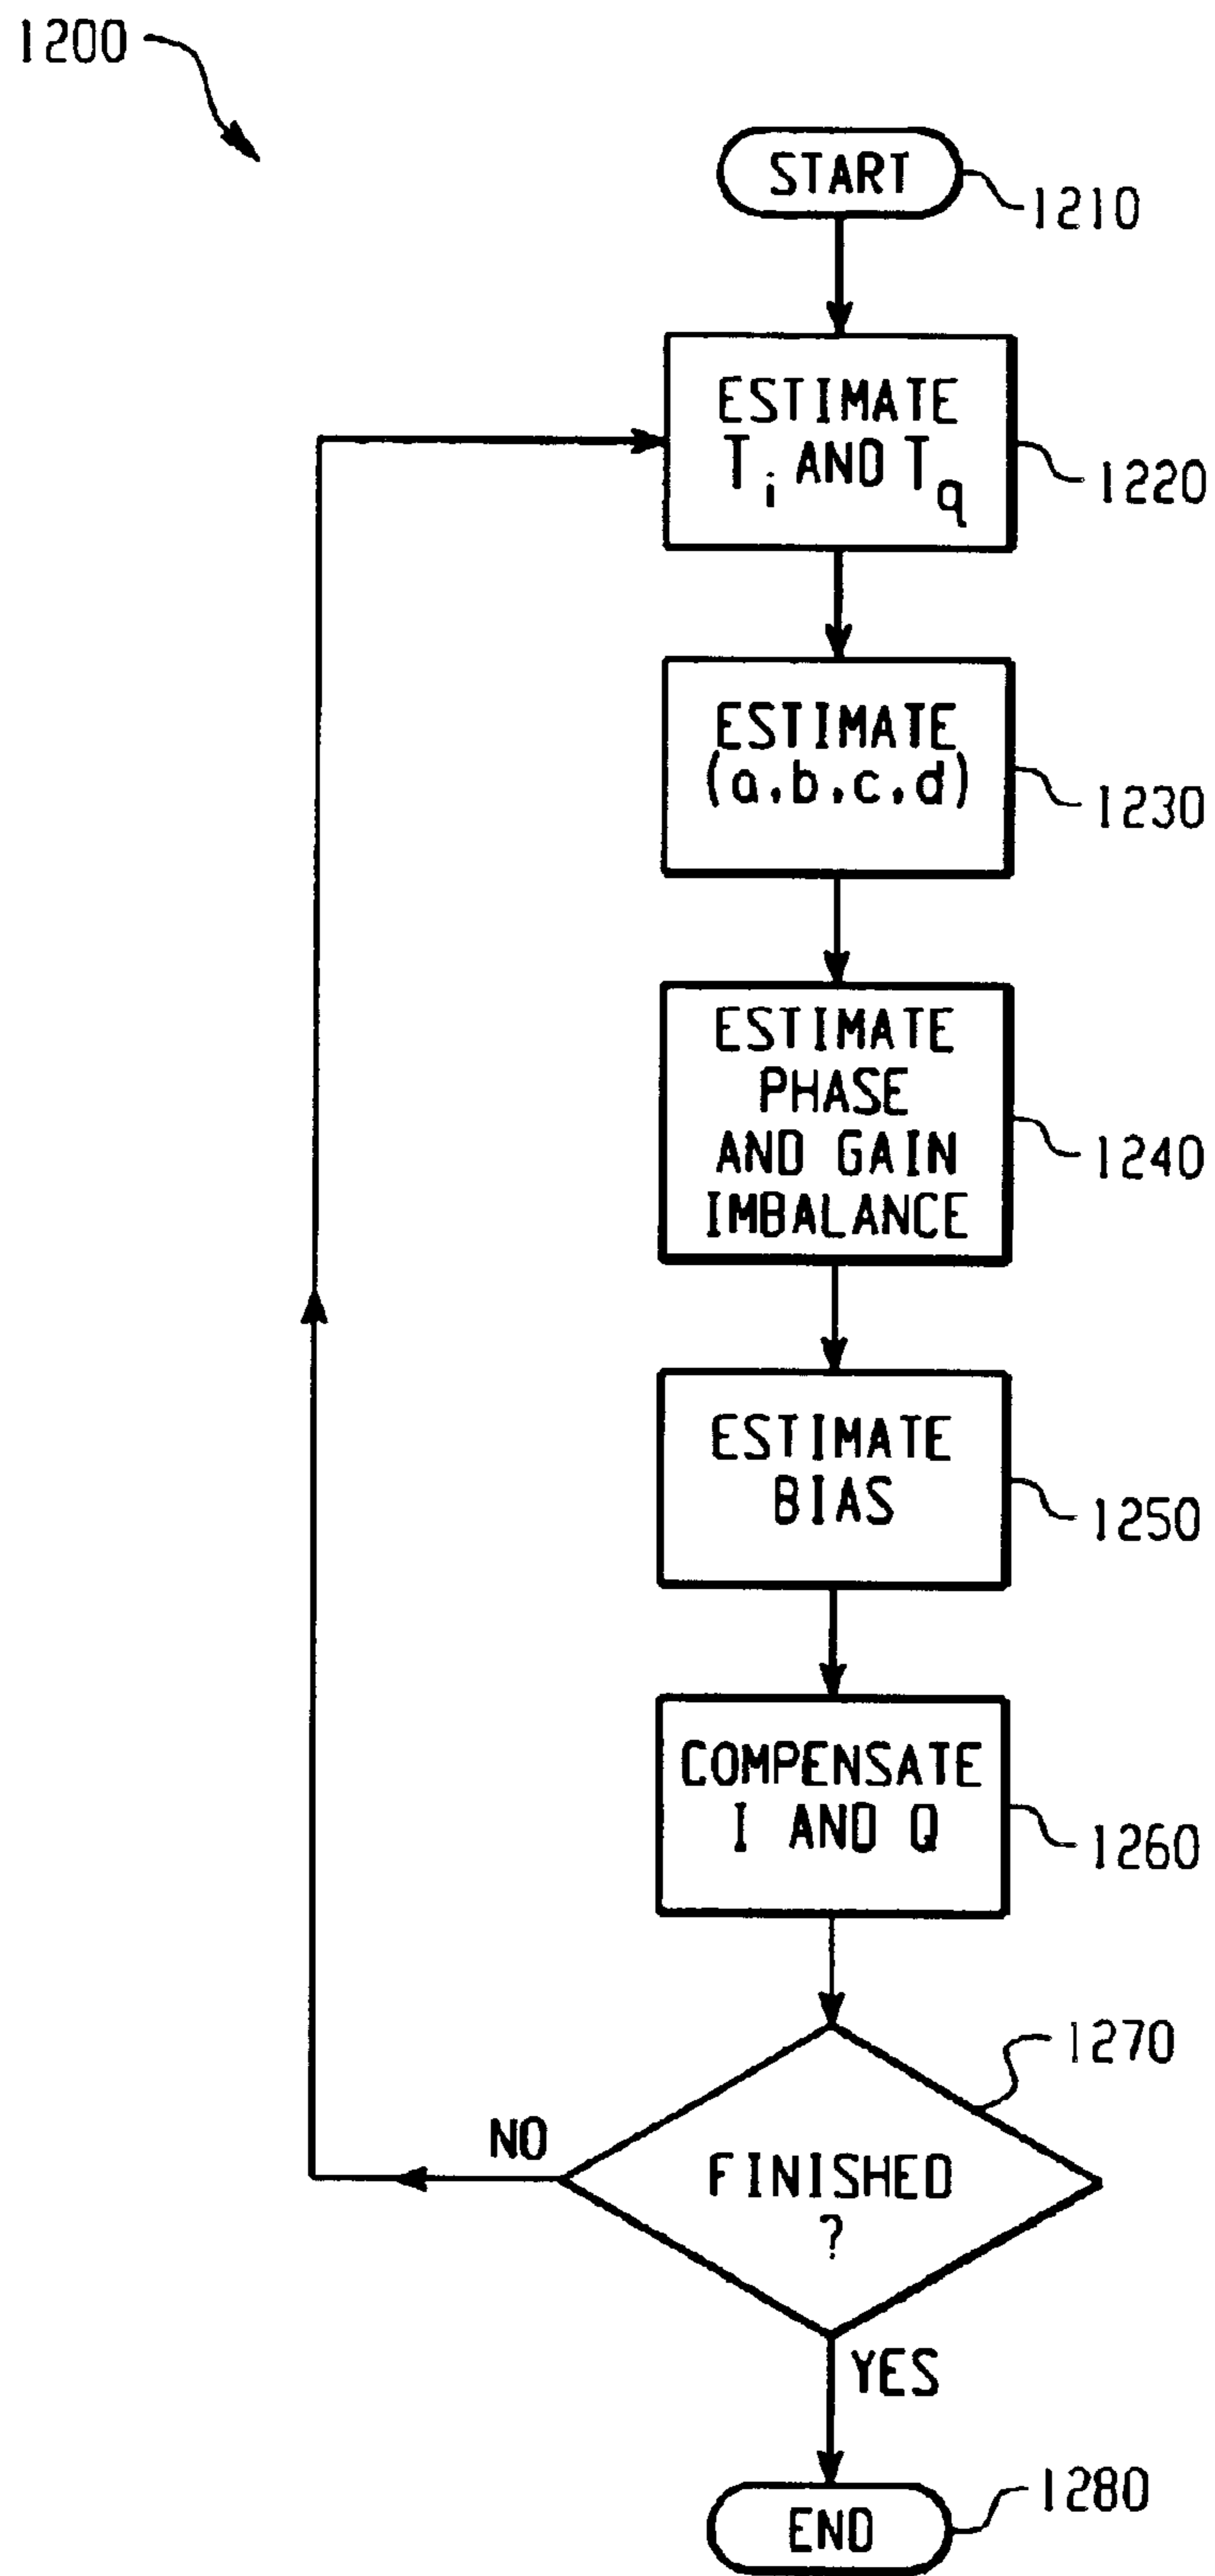 1200
START
1210
ESTIMATE
Ti AND Tq
1220
ESTIMATE
(a,b,c,d)
1230
ESTIMATE
PHASE
AND GAIN
IMBALANCE
1240
ESTIMATE
BIAS
1250
COMPENSATE
I AND Q
1260
1270
NO
FINISHED
?
YES
END
1280